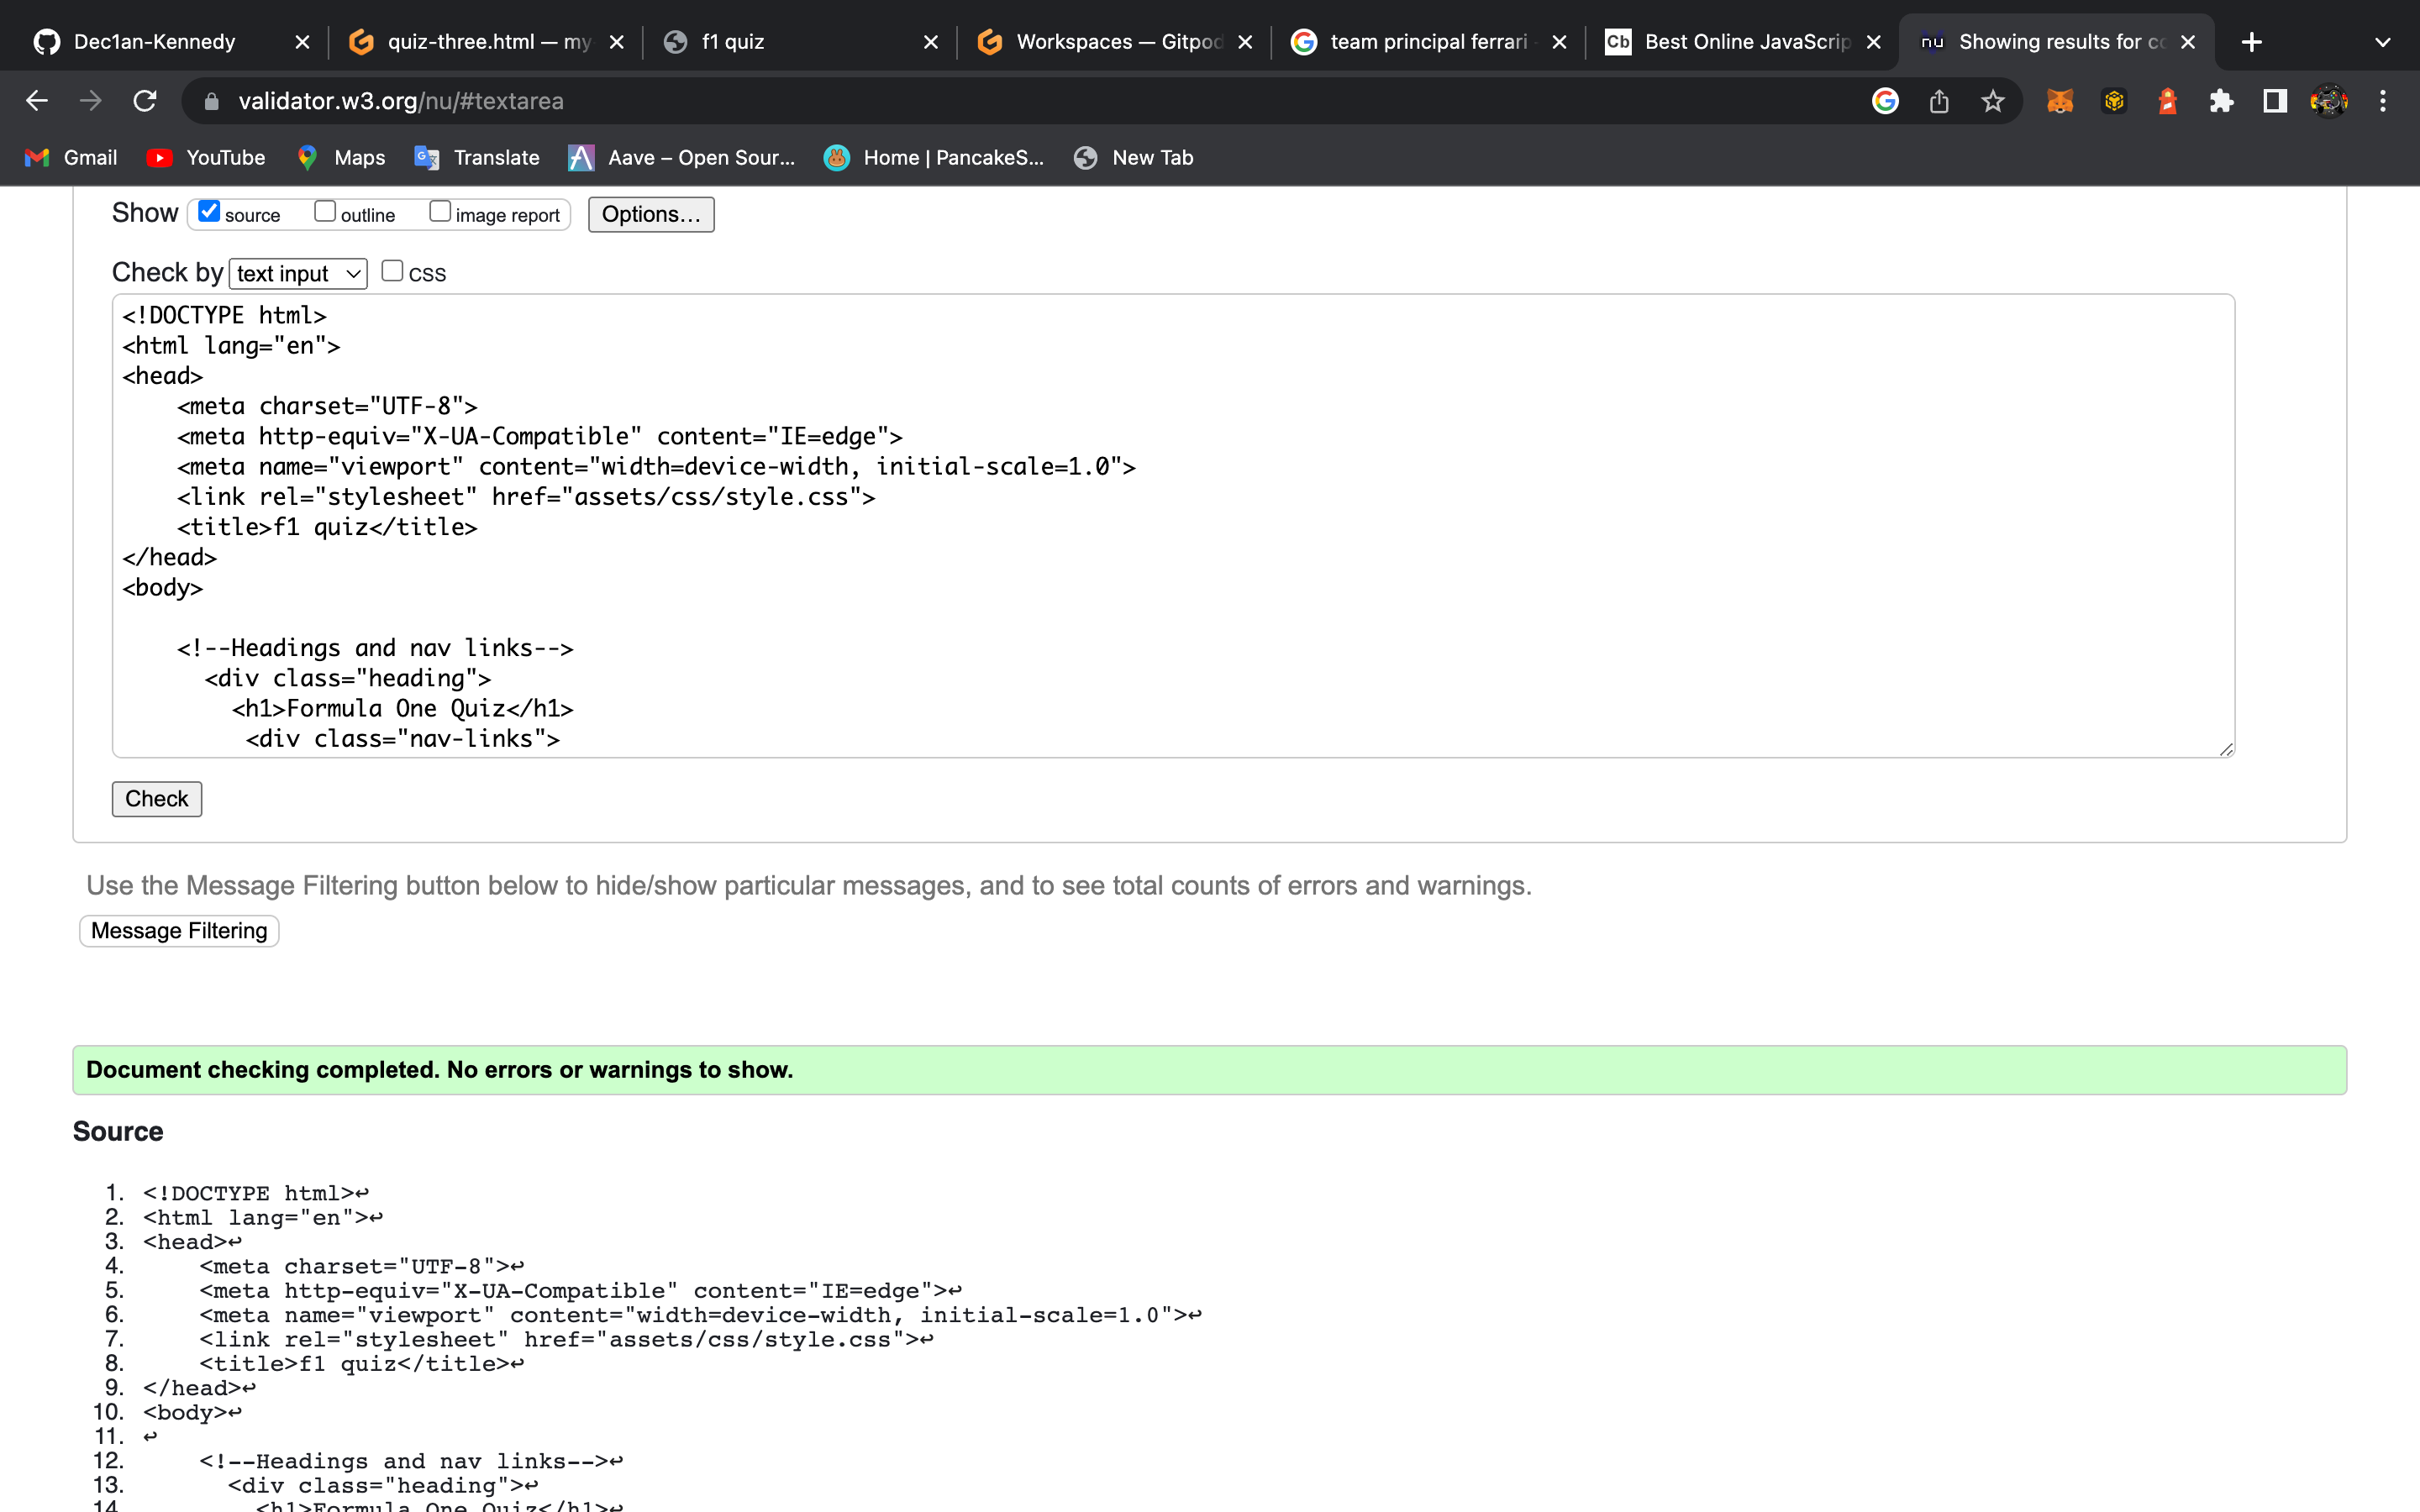 Dec1an-Kennedy
quiz-three.html — my
f1 quiz
Workspaces — Gitpod
team principal ferrari -
Cb Best Online JavaScrip
nu Showing results for co
validator.w3.org/nu/#textarea
Gmail YouTube Maps Translate Aave – Open Sour... Home | PancakeS... New Tab
Show source outline image report Options...
Check by text input CSS
<!DOCTYPE html>
<html lang="en">
<head>
    <meta charset="UTF-8">
    <meta http-equiv="X-UA-Compatible" content="IE=edge">
    <meta name="viewport" content="width=device-width, initial-scale=1.0">
    <link rel="stylesheet" href="assets/css/style.css">
    <title>f1 quiz</title>
</head>
<body>
    <!--Headings and nav links-->
      <div class="heading">
        <h1>Formula One Quiz</h1>
         <div class="nav-links">
Check
Use the Message Filtering button below to hide/show particular messages, and to see total counts of errors and warnings.
Message Filtering
Document checking completed. No errors or warnings to show.
Source
1. <!DOCTYPE html>↩
2. <html lang="en">↩
3. <head>↩
4.     <meta charset="UTF-8">↩
5.     <meta http-equiv="X-UA-Compatible" content="IE=edge">↩
6.     <meta name="viewport" content="width=device-width, initial-scale=1.0">↩
7.     <link rel="stylesheet" href="assets/css/style.css">↩
8.     <title>f1 quiz</title>↩
9. </head>↩
10. <body>↩
11. ↩
12.     <!--Headings and nav links-->↩
13.       <div class="heading">↩
14.         <h1>Formula One Quiz</h1>↩